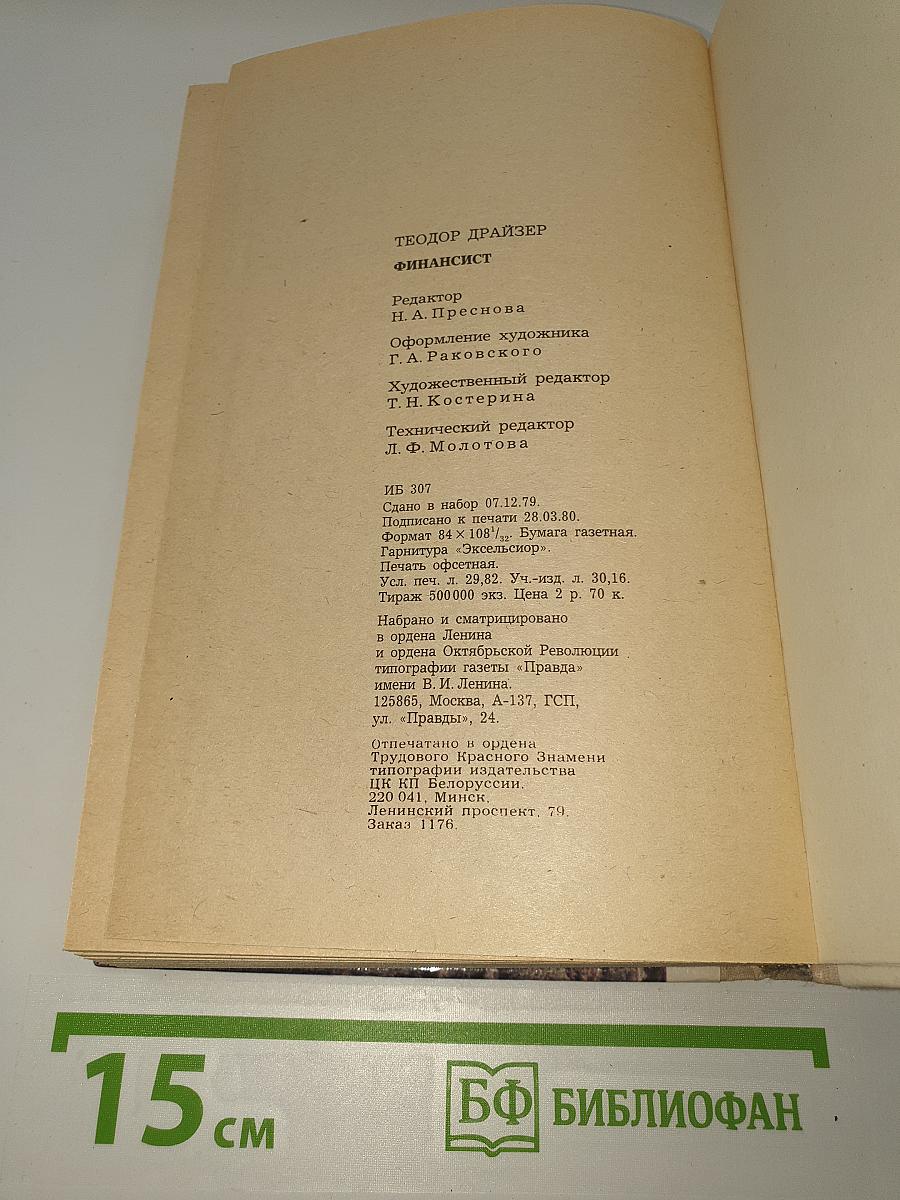 ТЕОДОР ДРАЙЗЕР
ФИНАНСИСТ
Редактор
Н. А. Преснова
Оформление художника
Г. А. Раковского
Художественный редактор
Т. Н. Костерина
Технический редактор
Л. Ф. Молотова
ИБ 307
Сдано в набор 07.12.79.
Подписано к печати 28.03.80.
Формат 84 × 108¹/₃₂. Бумага газетная.
Гарнитура «Эксельсиор».
Печать офсетная.
Усл. печ. л. 29,82. Уч.-изд. л. 30,16.
Тираж 500000 экз. Цена 2 р. 70 к.
Набрано и сматрицировано
в ордена Ленина
и ордена Октябрьской Революции
типографии газеты «Правда»
имени В. И. Ленина.
125865, Москва, А-137, ГСП,
ул. «Правды», 24.
Отпечатано в ордена
Трудового Красного Знамени
типографии издательства
ЦК КП Белоруссии.
220 041, Минск,
Ленинский проспект, 79.
Заказ 1176.
15 см
БФ БИБЛИОФАН